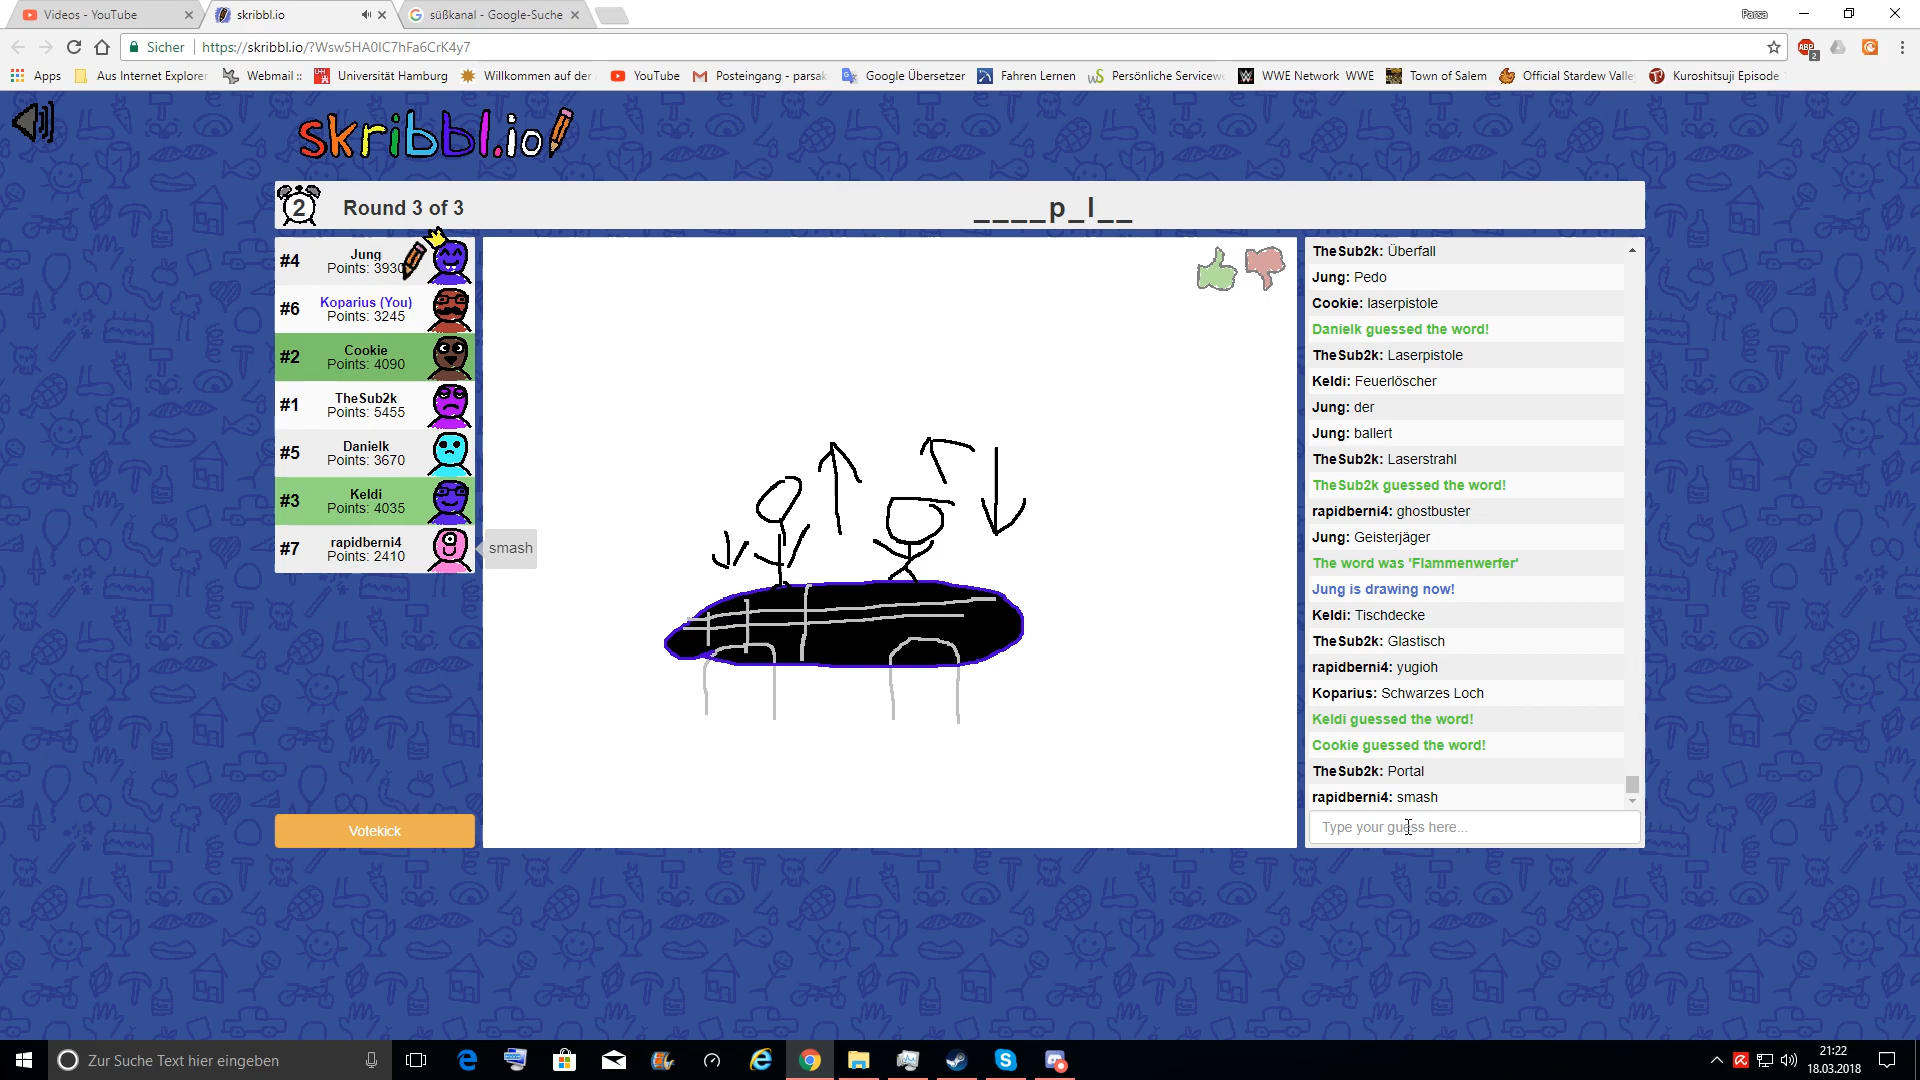 Videos - YouTube
skribbl.io
süßkanal - Google-Suche
Parsa
Sicher
https://skribbl.io/?Wsw5HA0IC7hFa6CrK4y7
ABP
2
Apps
Aus Internet Explorer
Webmail ::
Universität Hamburg
Willkommen auf der
YouTube
Posteingang - parsak
Google Übersetzer
Fahren Lernen
Persönliche Servicew
WWE Network WWE
Town of Salem
Official Stardew Valle
Kuroshitsuji Episode
skribbl.io
2
Round 3 of 3
____p_l__
#4
Jung
Points: 3930
#6
Koparius (You)
Points: 3245
#2
Cookie
Points: 4090
#1
TheSub2k
Points: 5455
#5
Danielk
Points: 3670
#3
Keldi
Points: 4035
#7
rapidberni4
Points: 2410
smash
Votekick
TheSub2k: Überfall
Jung: Pedo
Cookie: laserpistole
Danielk guessed the word!
TheSub2k: Laserpistole
Keldi: Feuerlöscher
Jung: der
Jung: ballert
TheSub2k: Laserstrahl
TheSub2k guessed the word!
rapidberni4: ghostbuster
Jung: Geisterjäger
The word was 'Flammenwerfer'
Jung is drawing now!
Keldi: Tischdecke
TheSub2k: Glastisch
rapidberni4: yugioh
Koparius: Schwarzes Loch
Keldi guessed the word!
Cookie guessed the word!
TheSub2k: Portal
rapidberni4: smash
Type your guess here...
Zur Suche Text hier eingeben
21:22
18.03.2018